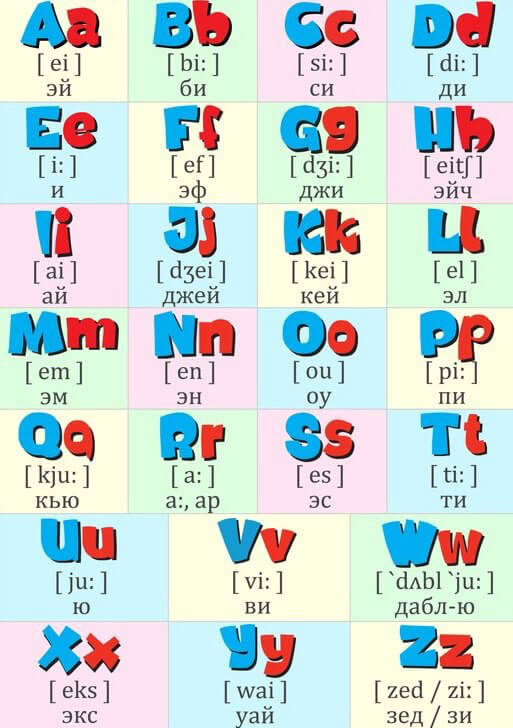 Aa Bb Cc Dd
[ ei ] [ bi: ] [ si: ] [ di: ]
эй би си ди
Ee Ff Gg Hh
[ i: ] [ ef ] [ dʒi: ] [ eitʃ ]
и эф джи эйч
Ii Jj Kk Ll
[ ai ] [ dʒei ] [ kei ] [ el ]
ай джей кей эл
Mm Nn Oo Pp
[ em ] [ en ] [ ou ] [ pi: ]
эм эн оу пи
Qq Rr Ss Tt
[ kju: ] [ a: ] [ es ] [ ti: ]
кью а:, ар эс ти
Uu Vv Ww
[ ju: ] [ vi: ] [ `dʌbl `ju: ]
ю ви дабл-ю
Xx Yy Zz
[ eks ] [ wai ] [ zed / zi: ]
экс уай зед / зи